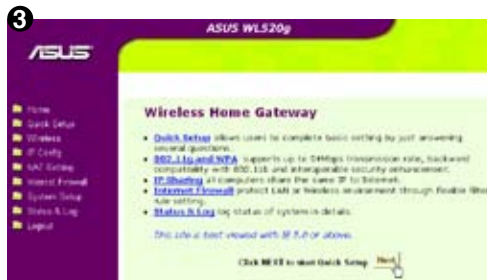 3
ASUS WL520g
ASUS
Home
Quick Setup
Wireless
IP Config
NAT Setting
Internet Firewall
System Setup
Status & Log
Logout
Wireless Home Gateway
Quick Setup allows users to complete basic setting by just answering
several questions.
802.11g and WPA supports up to 54Mbps transmission rate, backward
compatibility with 802.11b and interoperable security enhancement.
IP Sharing all computers share the same IP to Internet.
Internet Firewall protect LAN or Wireless environment through flexible filter
rule setting.
Status & Log log status of system in details.
This site is best viewed with IE 5.0 or above.
Click NEXT to start Quick Setup Next